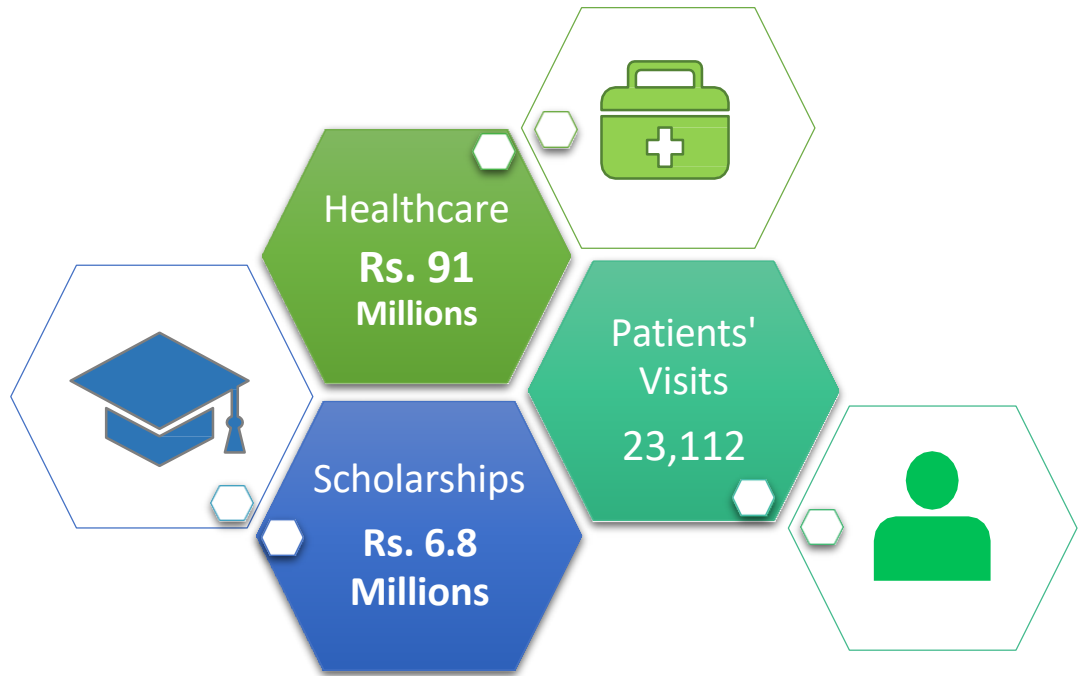 Healthcare
Rs. 91
Millions
Patients'
Visits
23,112
Scholarships
Rs. 6.8
Millions